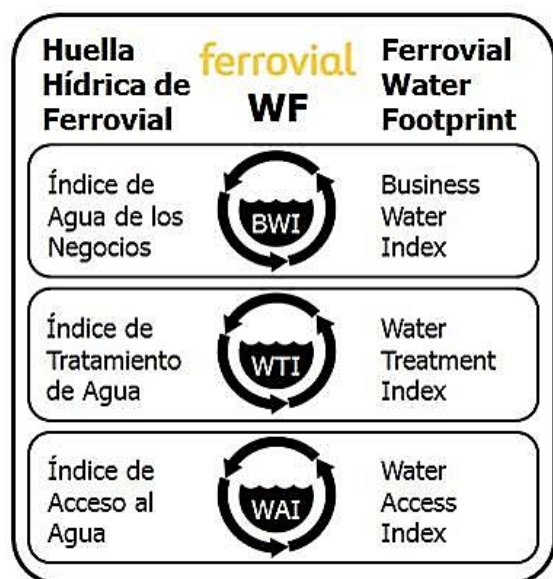 Huella
Hídrica de
Ferrovial
ferrovial
WF
Ferrovial
Water
Footprint
Índice de
Agua de los
Negocios
BWI
Business
Water
Index
Índice de
Tratamiento
de Agua
WTI
Water
Treatment
Index
Índice de
Acceso al
Agua
WAI
Water
Access
Index